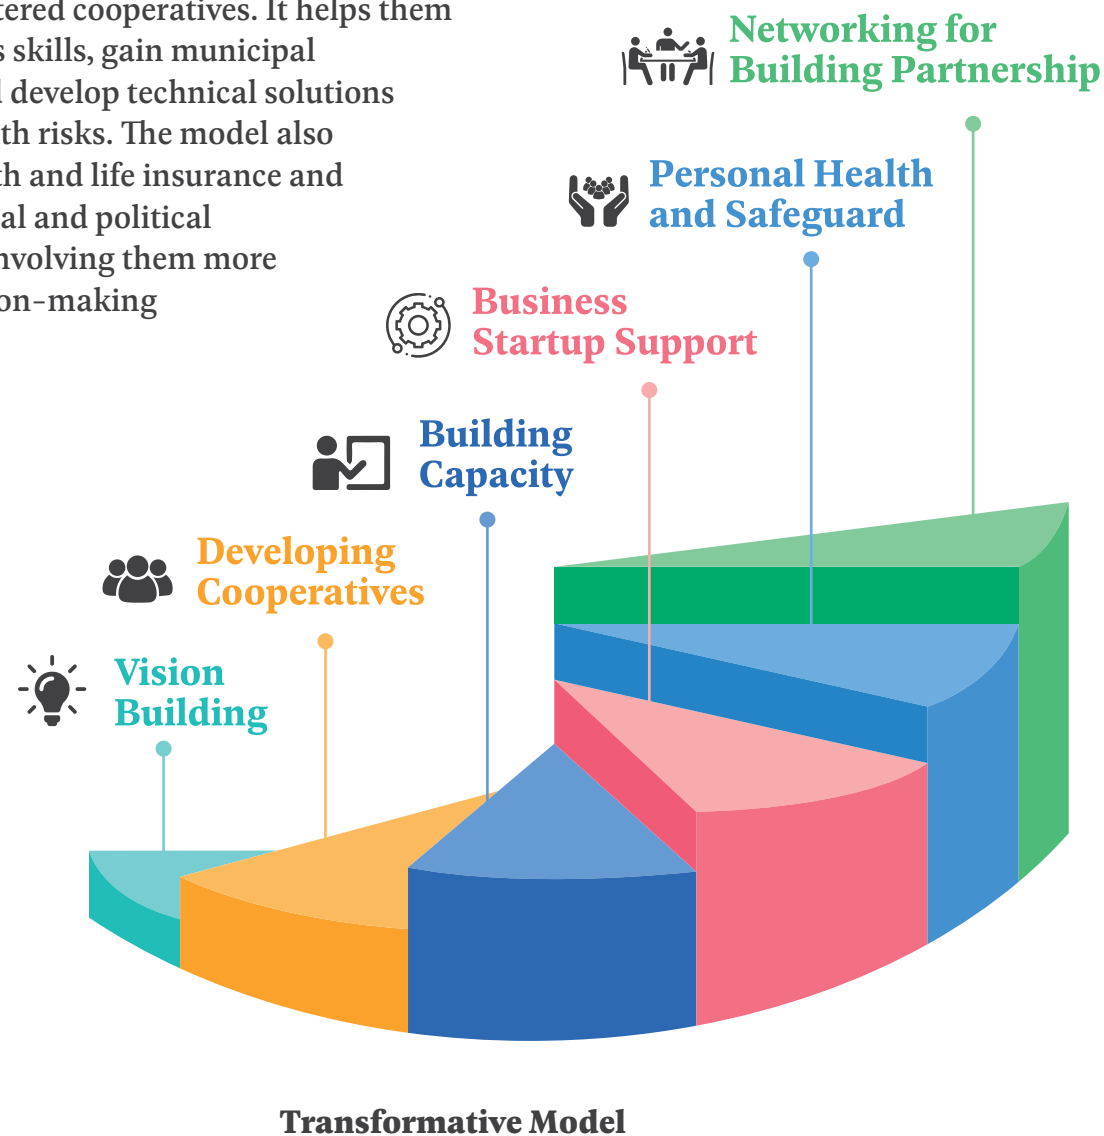 tered cooperatives. It helps them
s skills, gain municipal
develop technical solutions
th risks. The model also
th and life insurance and
al and political
nvolving them more
on-making
Networking for
Building Partnership
Personal Health
and Safeguard
Business
Startup Support
Building
Capacity
Developing
Cooperatives
Vision
Building
Transformative Model